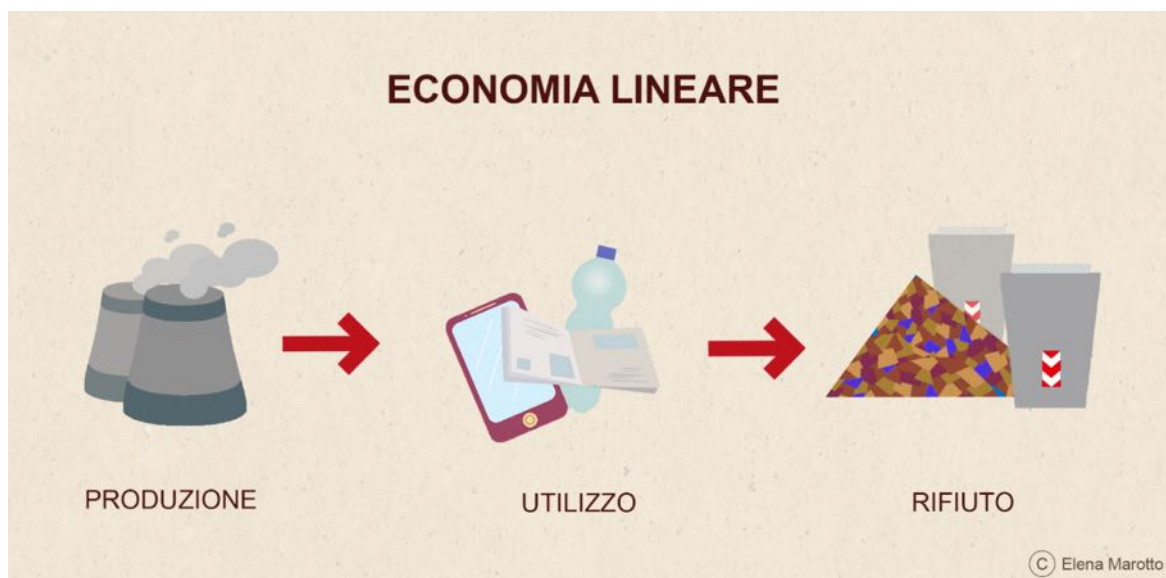 ECONOMIA LINEARE
PRODUZIONE
UTILIZZO
RIFIUTO
© Elena Marotto